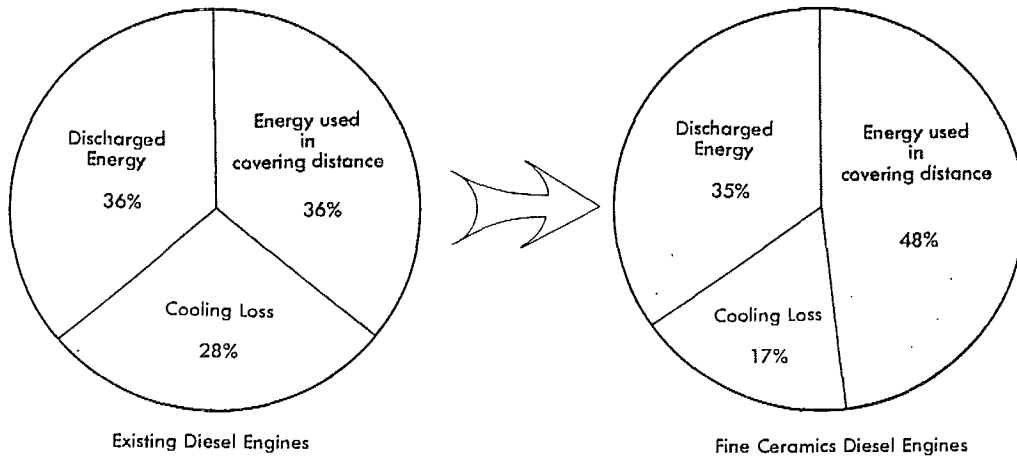 Discharged
Energy
36%
Energy used
in
covering distance
36%
Cooling Loss
28%
Existing Diesel Engines
Discharged
Energy
35%
Energy used
in
covering distance
48%
Cooling Loss
17%
Fine Ceramics Diesel Engines